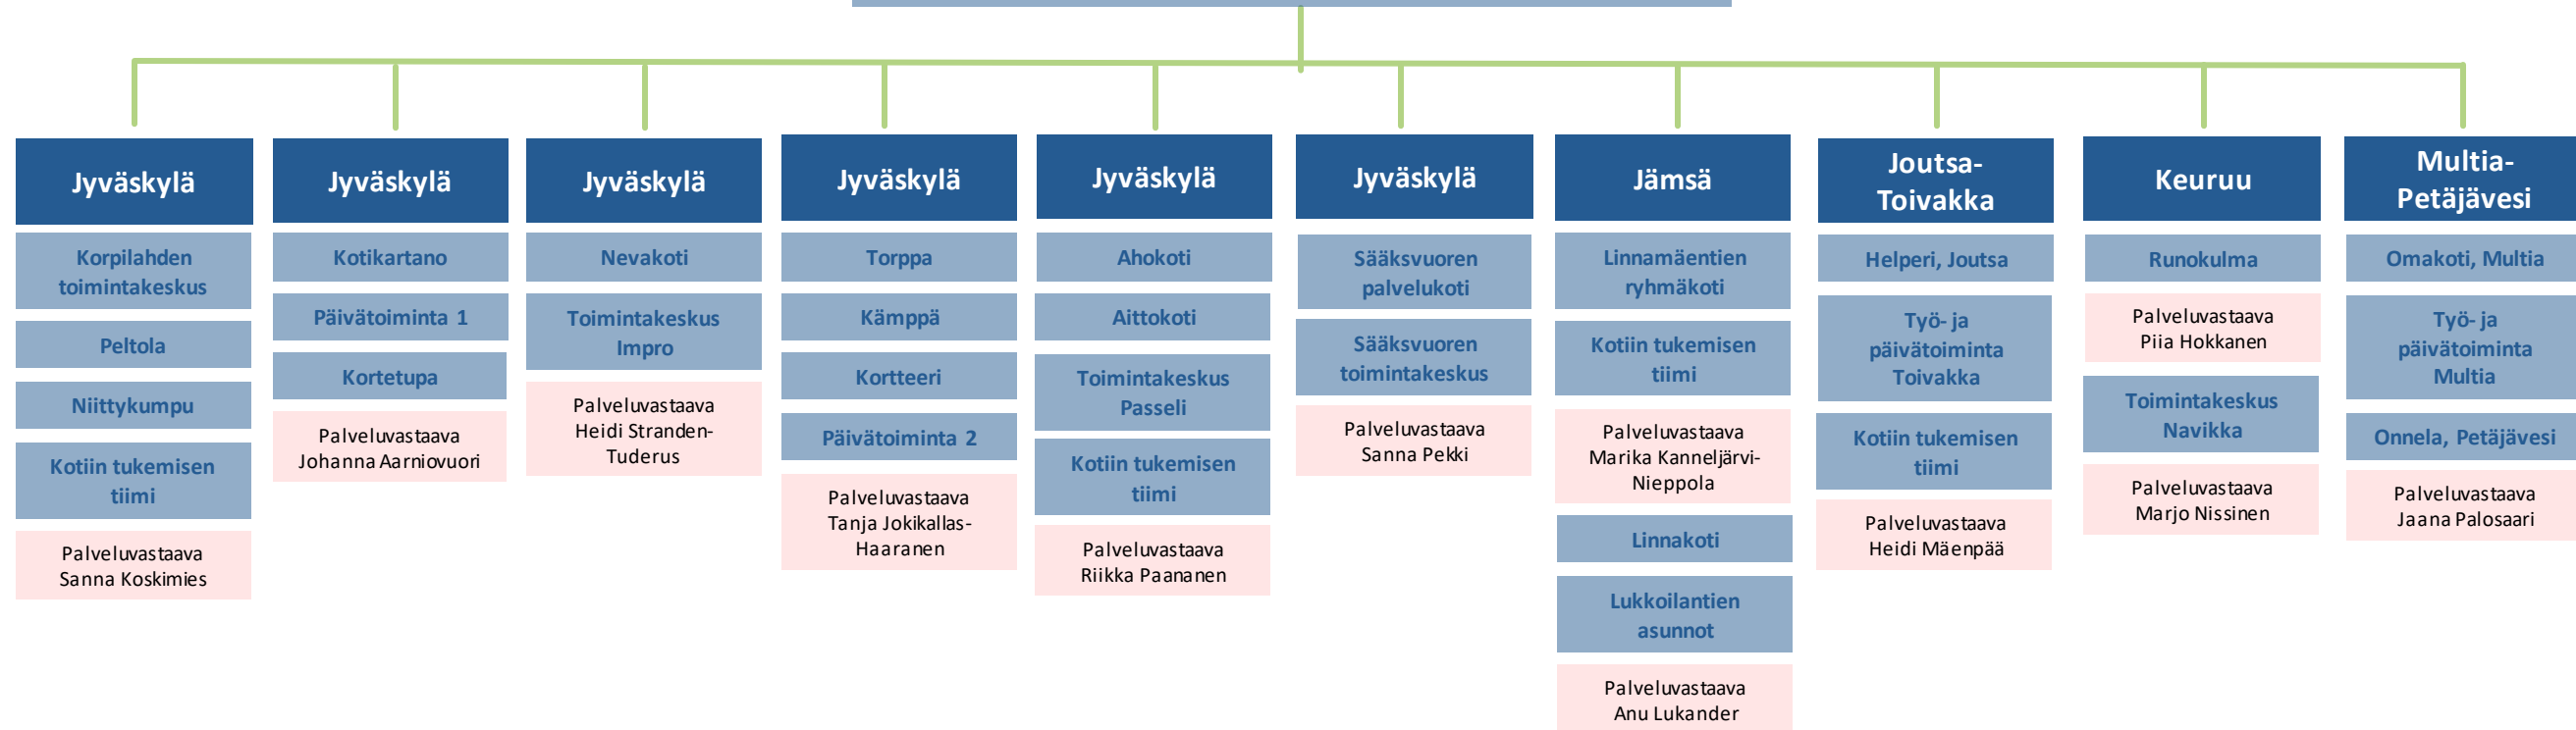 Jyväskylä
Korpilahden
toimintakeskus
Peltola
Niittykumpu
Kotiin tukemisen
tiimi
Palveluvastaava
Sanna Koskimies
Jyväskylä
Kotikartano
Päivätoiminta 1
Kortetupa
Palveluvastaava
Johanna Aarniovuori
Jyväskylä
Nevakoti
Toimintakeskus
Impro
Palveluvastaava
Heidi Stranden-
Tuderus
Jyväskylä
Torppa
Kämppä
Kortteeri
Päivätoiminta 2
Palveluvastaava
Tanja Jokikallas-
Haaranen
Jyväskylä
Ahokoti
Aittokoti
Toimintakeskus
Passeli
Kotiin tukemisen
tiimi
Palveluvastaava
Riikka Paananen
Jyväskylä
Sääksvuoren
palvelukoti
Sääksvuoren
toimintakeskus
Palveluvastaava
Sanna Pekki
Jämsä
Linnamäentien
ryhmäkoti
Kotiin tukemisen
tiimi
Palveluvastaava
Marika Kanneljärvi-
Nieppola
Linnakoti
Lukkoilantien
asunnot
Palveluvastaava
Anu Lukander
Joutsa-
Toivakka
Helperi, Joutsa
Työ- ja
päivätoiminta
Toivakka
Kotiin tukemisen
tiimi
Palveluvastaava
Heidi Mäenpää
Keuruu
Runokulma
Palveluvastaava
Piia Hokkanen
Toimintakeskus
Navikka
Palveluvastaava
Marjo Nissinen
Multia-
Petäjävesi
Omakoti, Multia
Työ- ja
päivätoiminta
Multia
Onnela, Petäjävesi
Palveluvastaava
Jaana Palosaari